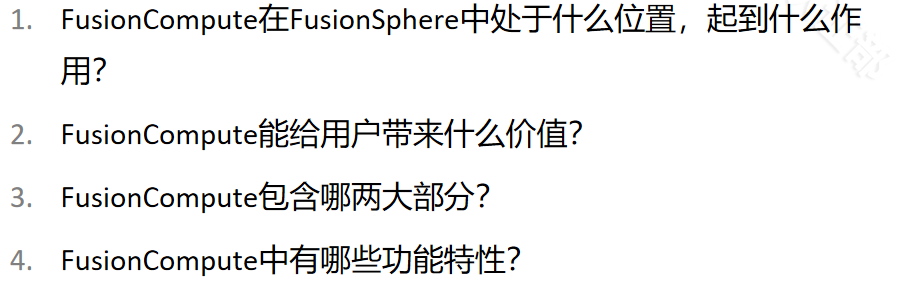 1. FusionCompute在FusionSphere中处于什么位置，起到什么作
用？
2. FusionCompute能给用户带来什么价值？
3. FusionCompute包含哪两大部分？
4. FusionCompute中有哪些功能特性？